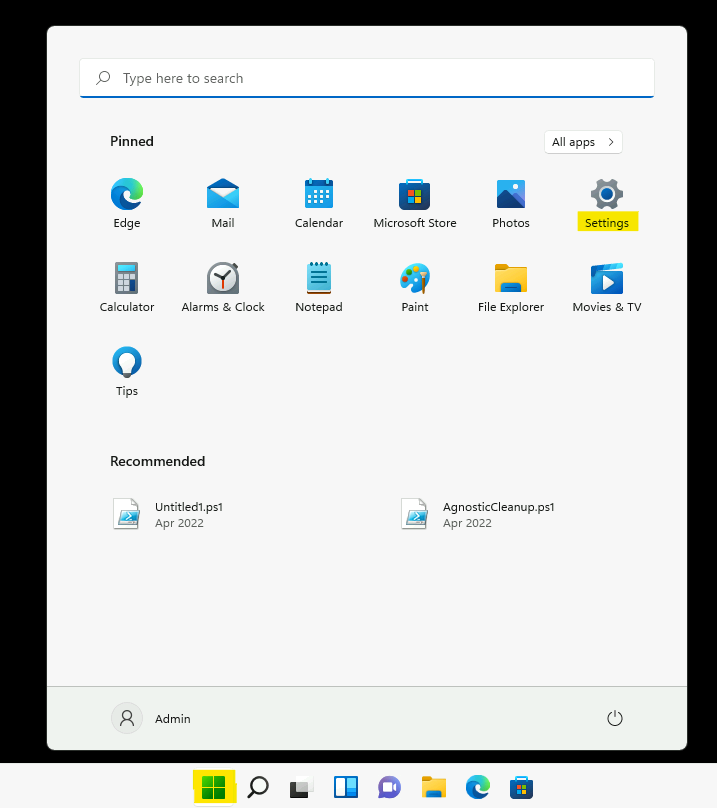 Type here to search
Pinned
All apps
Edge
Mail
Calendar
Microsoft Store
Photos
Settings
Calculator
Alarms & Clock
Notepad
Paint
File Explorer
Movies & TV
Tips
Recommended
Untitled1.ps1
Apr 2022
AgnosticCleanup.ps1
Apr 2022
Admin